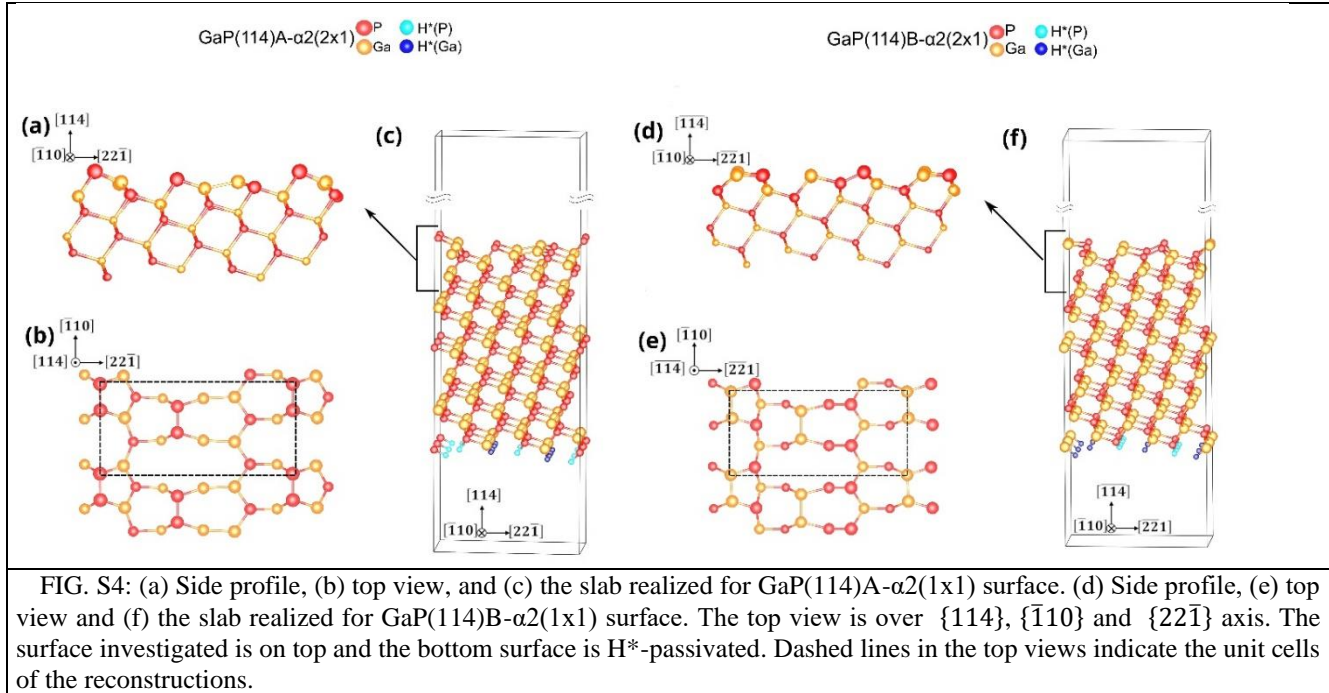 GaP(114)A-α2(2x1)
P
Ga
H*(P)
H*(Ga)
GaP(114)B-α2(2x1)
P
Ga
H*(P)
H*(Ga)
(a)
[114]
[1̄10]
[221̄]
(c)
(d)
[1̄1̄4̄]
[1̄10]
[2̄2̄1]
(f)
(b)
[1̄10]
[114]
[221̄]
(e)
[1̄10]
[1̄1̄4̄]
[2̄2̄1]
[114]
[1̄10]
[221̄]
[1̄1̄4̄]
[1̄10]
[2̄2̄1]
FIG. S4: (a) Side profile, (b) top view, and (c) the slab realized for GaP(114)A-α2(1x1) surface. (d) Side profile, (e) top
view and (f) the slab realized for GaP(114)B-α2(1x1) surface. The top view is over {114}, {1̄10} and {221̄} axis. The
surface investigated is on top and the bottom surface is H*-passivated. Dashed lines in the top views indicate the unit cells
of the reconstructions.